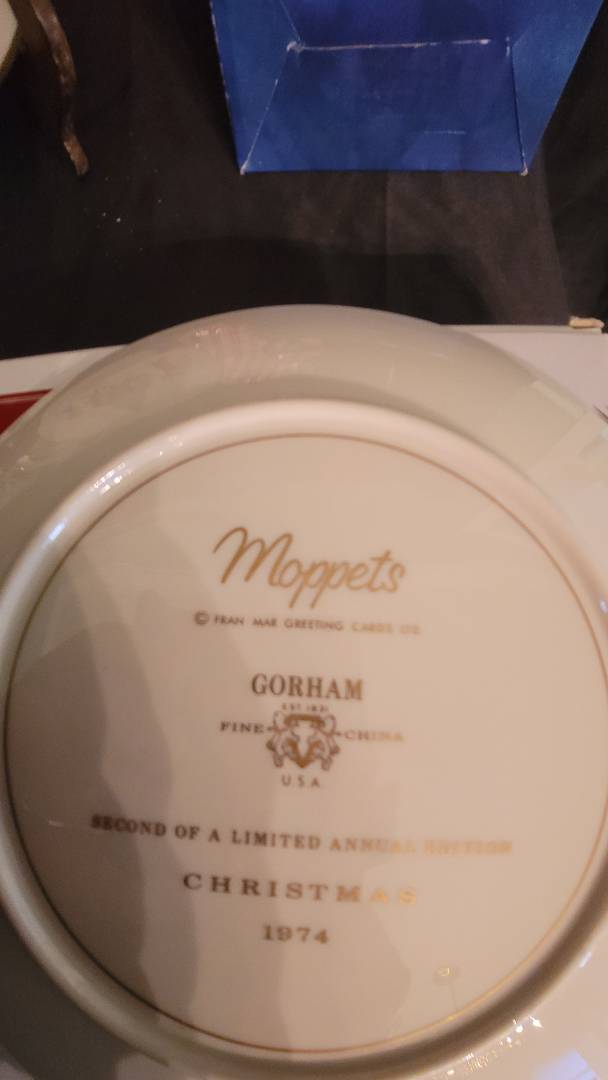 Moppets
© FRAN MAR GREETING CARDS LTD.
GORHAM
EST 1831
FINE CHINA
U.S.A.
SECOND OF A LIMITED ANNUAL EDITION
CHRISTMAS
1974